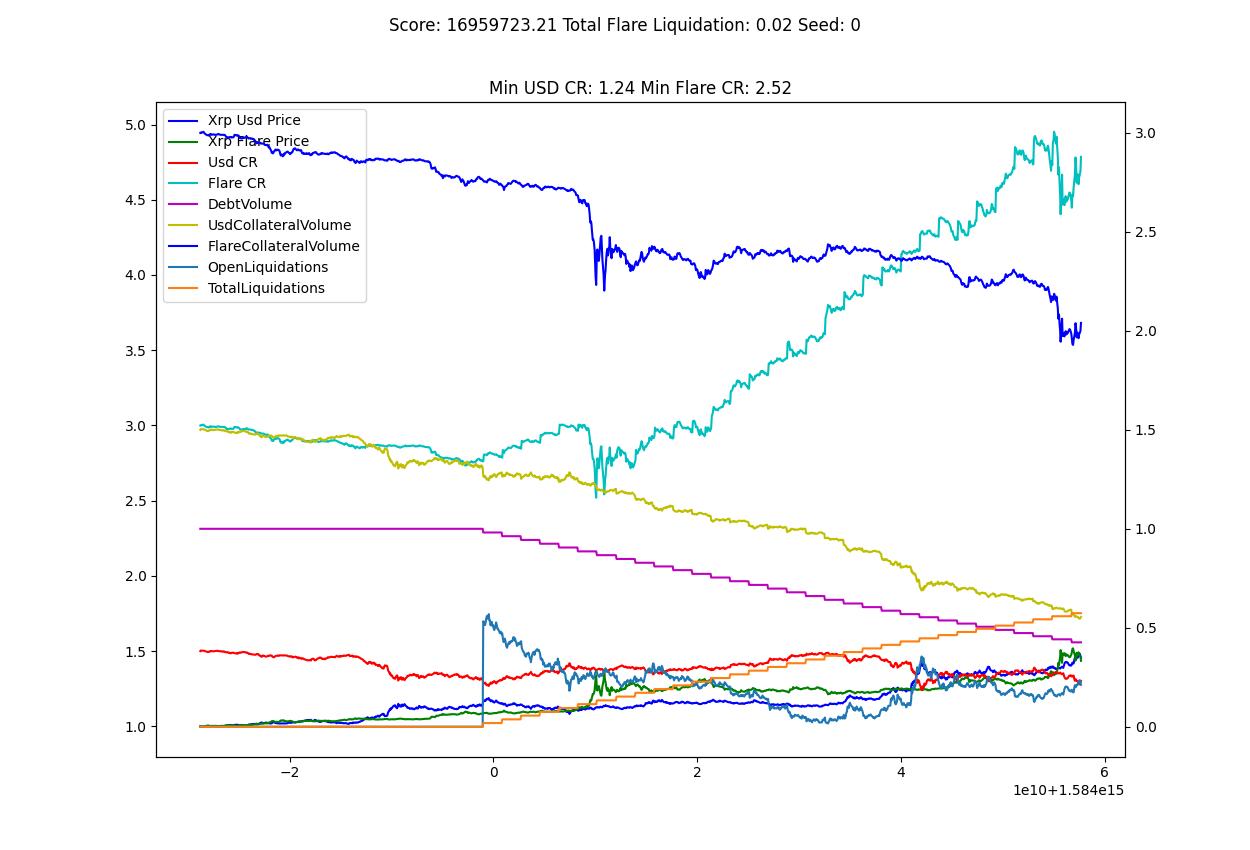 Score: 16959723.21 Total Flare Liquidation: 0.02 Seed: 0
Min USD CR: 1.24 Min Flare CR: 2.52
Xrp Usd Price
Xrp Flare Price
Usd CR
Flare CR
DebtVolume
UsdCollateralVolume
FlareCollateralVolume
OpenLiquidations
TotalLiquidations
5.0
4.5
4.0
3.5
3.0
2.5
2.0
1.5
1.0
3.0
2.5
2.0
1.5
1.0
0.5
0.0
−2 0 2 4 6
1e10+1.584e15